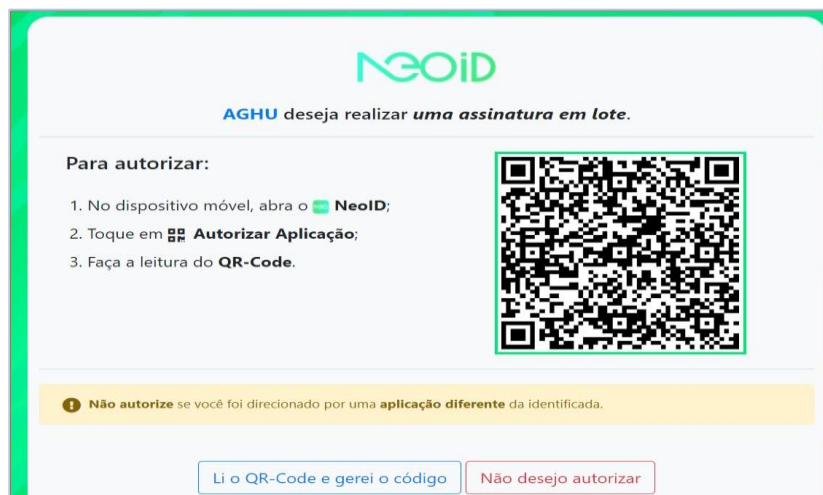 NEOiD
AGHU deseja realizar uma assinatura em lote.
Para autorizar:
1. No dispositivo móvel, abra o NeoID;
2. Toque em Autorizar Aplicação;
3. Faça a leitura do QR-Code.
Não autorize se você foi direcionado por uma aplicação diferente da identificada.
Li o QR-Code e gerei o código
Não desejo autorizar